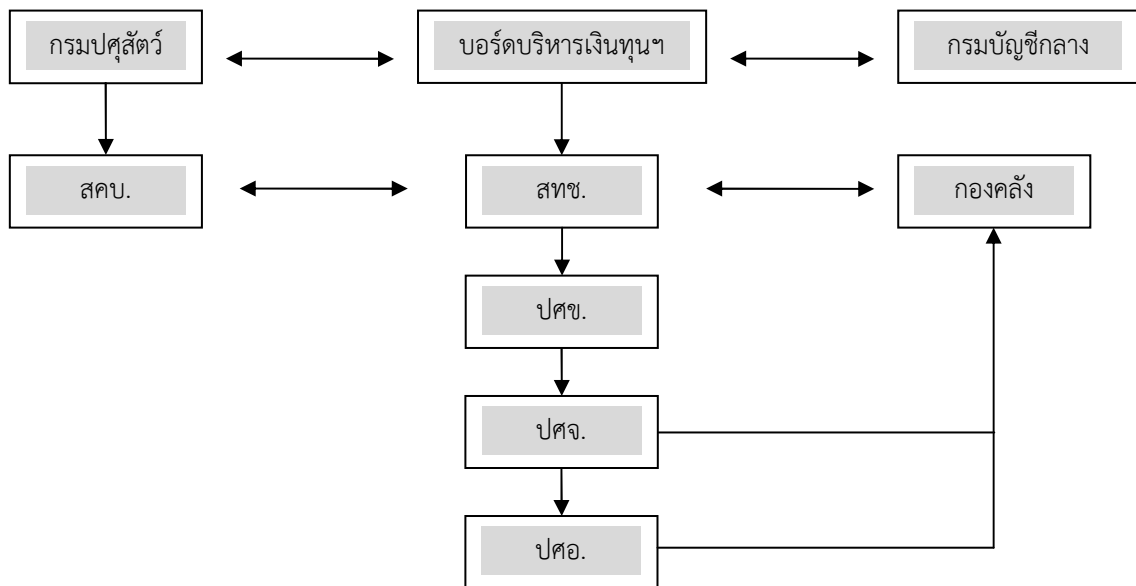 กรมปศุสัตว์
บอร์ดบริหารเงินทุนฯ
กรมบัญชีกลาง
สคบ.
สทช.
กองคลัง
ปศข.
ปศจ.
ปศอ.